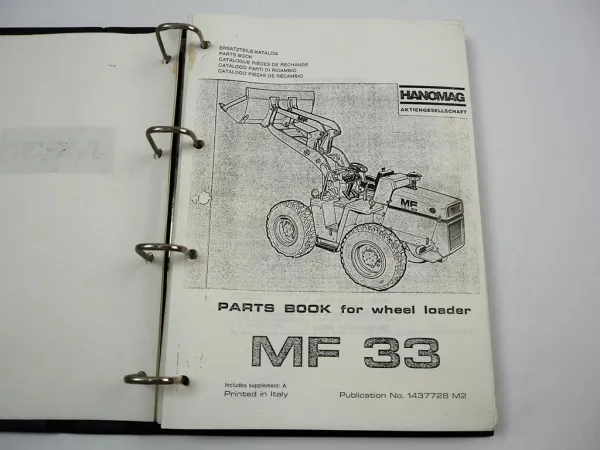 ERSATZTEILE-KATALOG
PARTS BOOK
CATALOGUE PIÈCES DE RECHANGE
CATALOGO PARTI DI RICAMBIO
CATALOGO PIEZAS DE RECAMBIO
HANOMAG
AKTIENGESELLSCHAFT
MF
MF
33
PARTS BOOK for wheel loader
MF 33
Includes supplement: A
Printed in Italy
Publication No. 1437728 M2